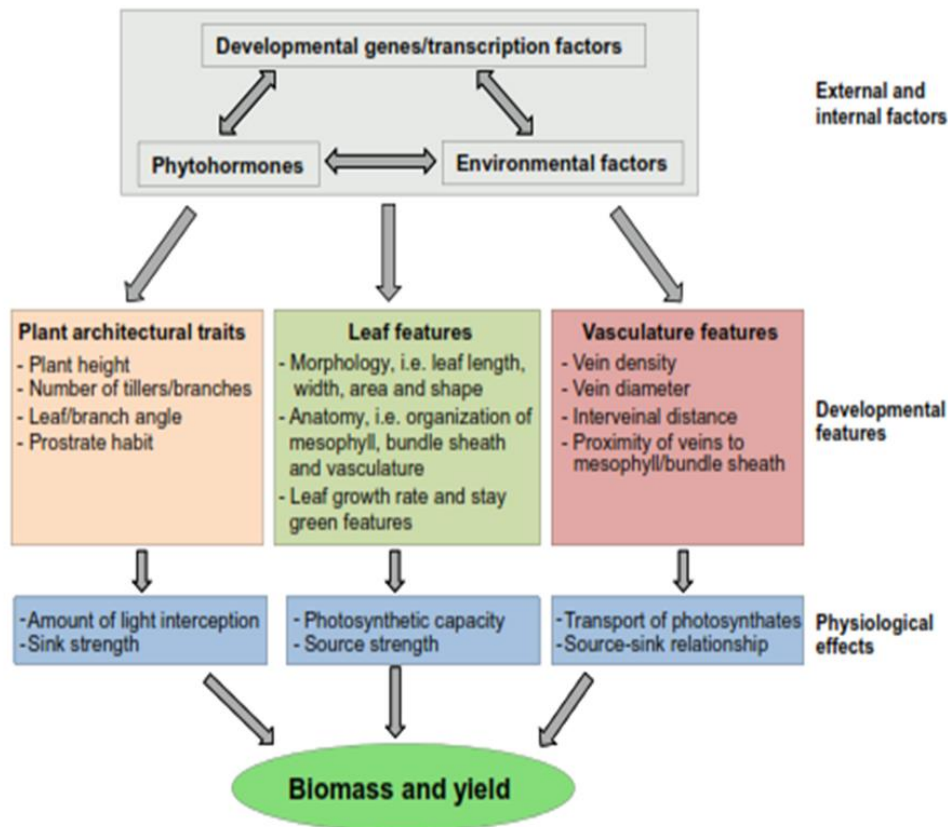 Developmental genes/transcription factors
External and
internal factors
Phytohormones
Environmental factors
Plant architectural traits
- Plant height
- Number of tillers/branches
- Leaf/branch angle
- Prostrate habit
Leaf features
- Morphology, i.e. leaf length,
width, area and shape
- Anatomy, i.e. organization of
mesophyll, bundle sheath
and vasculature
- Leaf growth rate and stay
green features
Vasculature features
- Vein density
- Vein diameter
- Interveinal distance
- Proximity of veins to
mesophyll/bundle sheath
Developmental
features
-Amount of light interception
-Sink strength
- Photosynthetic capacity
- Source strength
-Transport of photosynthates
-Source-sink relationship
Physiological
effects
Biomass and yield